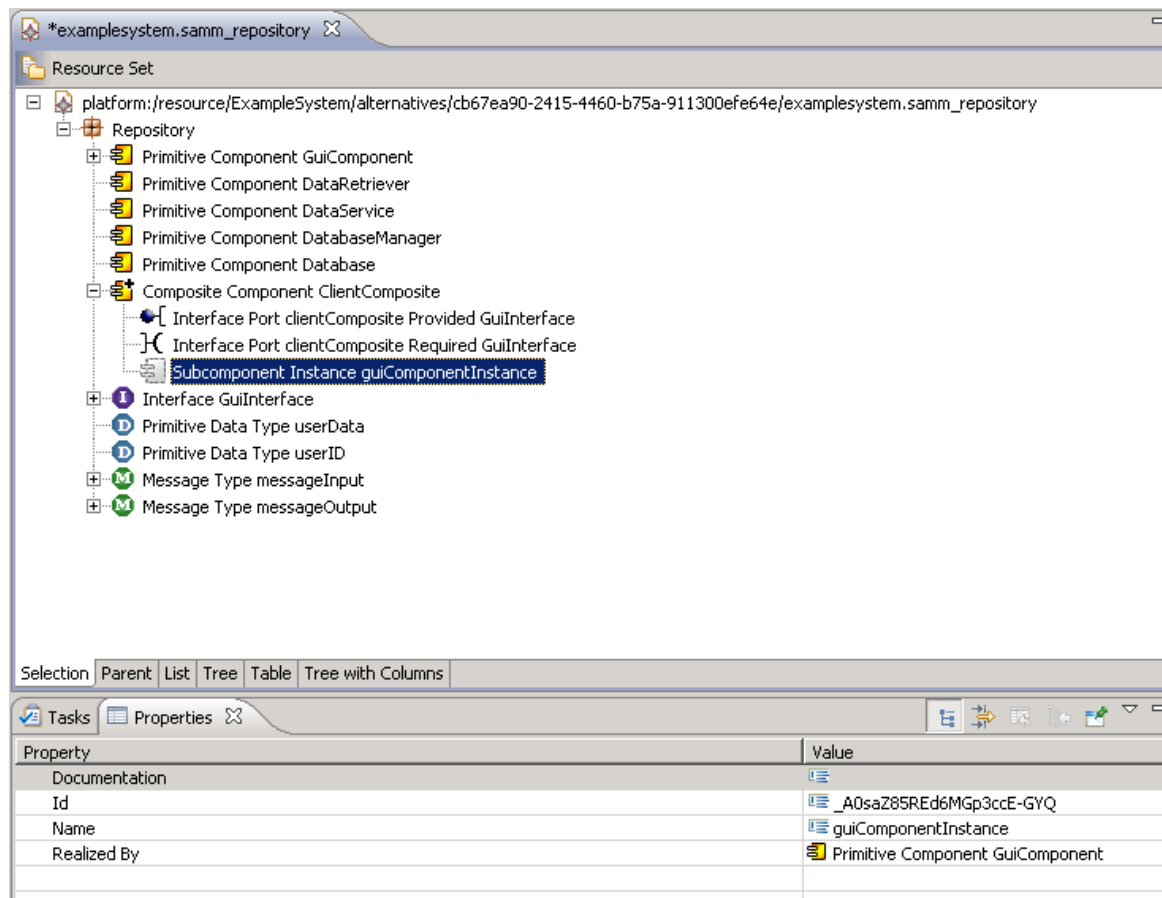 *examplesystem.samm_repository
Resource Set
platform:/resource/ExampleSystem/alternatives/cb67ea90-2415-4460-b75a-911300efe64e/examplesystem.samm_repository
Repository
Primitive Component GuiComponent
Primitive Component DataRetriever
Primitive Component DataService
Primitive Component DatabaseManager
Primitive Component Database
Composite Component ClientComposite
Interface Port clientComposite Provided GuiInterface
Interface Port clientComposite Required GuiInterface
Subcomponent Instance guiComponentInstance
I Interface GuiInterface
D Primitive Data Type userData
D Primitive Data Type userID
M Message Type messageInput
M Message Type messageOutput
Selection Parent List Tree Table Tree with Columns
Tasks Properties
Property Value
Documentation
Id _A0saZ85REd6MGp3ccE-GYQ
Name guiComponentInstance
Realized By Primitive Component GuiComponent